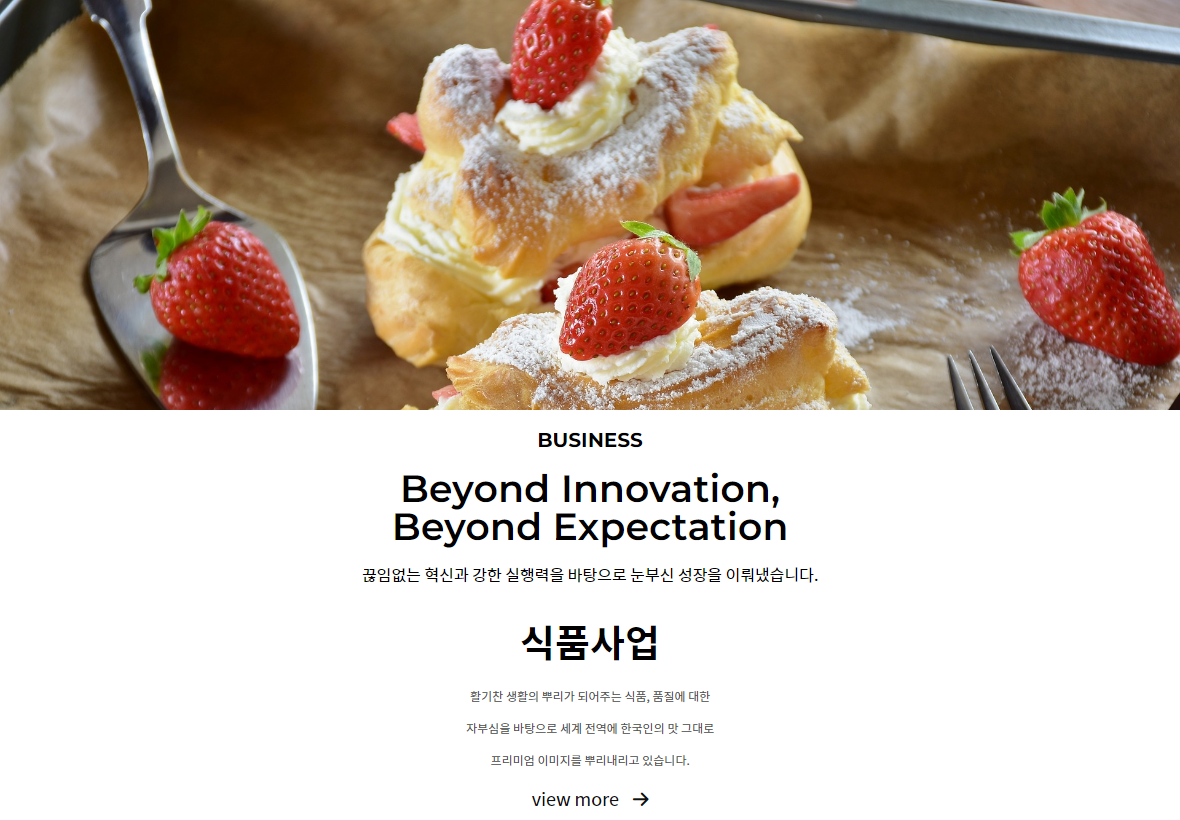 BUSINESS
Beyond Innovation,
Beyond Expectation
끊임없는 혁신과 강한 실행력을 바탕으로 눈부신 성장을 이뤄냈습니다.
식품사업
활기찬 생활의 뿌리가 되어주는 식품, 품질에 대한
자부심을 바탕으로 세계 전역에 한국인의 맛 그대로
프리미엄 이미지를 뿌리내리고 있습니다.
view more →